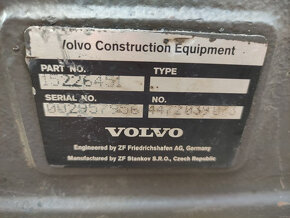 Volvo Construction Equipment
PART NO. TYPE
15226491
SERIAL NO. NO.
VOLVO
Engineered by ZF Friedrichshafen AG, Germany
Manufactured by ZF Stankov S.R.O., Czech Republic